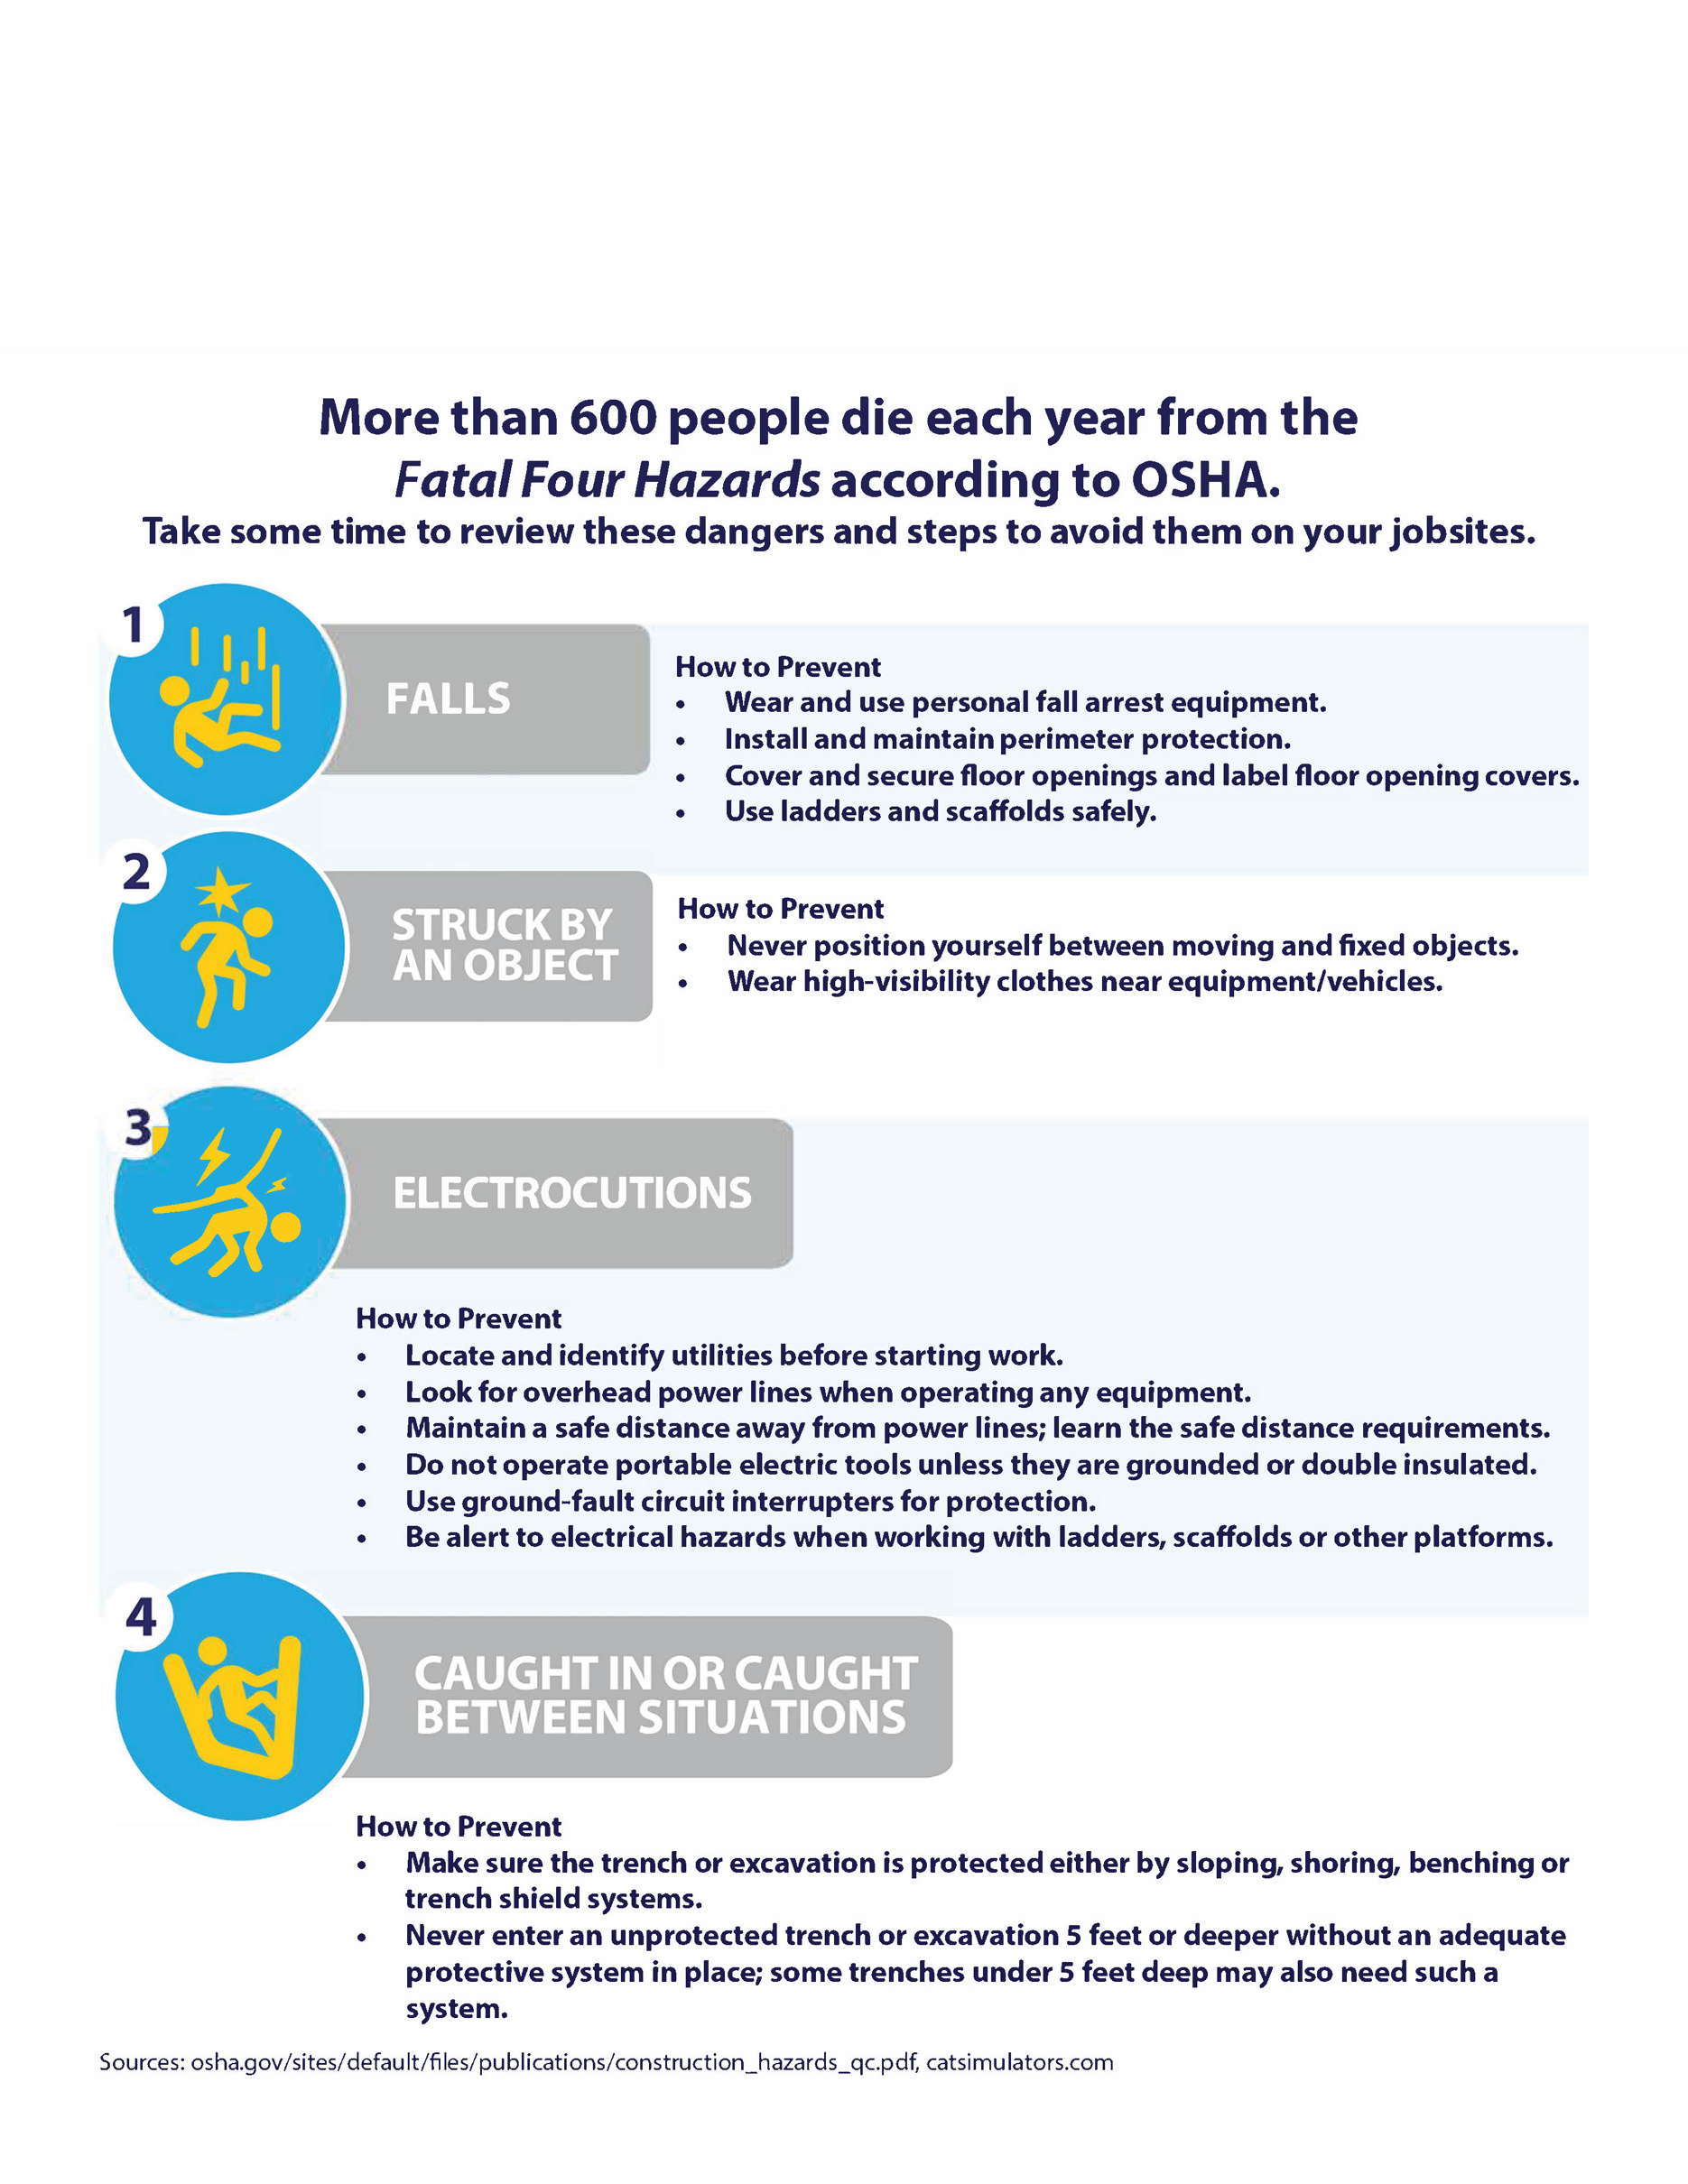 More than 600 people die each year from the
Fatal Four Hazards according to OSHA.
Take some time to review these dangers and steps to avoid them on your jobsites.
1
FALLS
How to Prevent
• Wear and use personal fall arrest equipment.
• Install and maintain perimeter protection.
• Cover and secure floor openings and label floor opening covers.
• Use ladders and scaffolds safely.
2
STRUCK BY
AN OBJECT
How to Prevent
• Never position yourself between moving and fixed objects.
• Wear high-visibility clothes near equipment/vehicles.
3
ELECTROCUTIONS
How to Prevent
• Locate and identify utilities before starting work.
• Look for overhead power lines when operating any equipment.
• Maintain a safe distance away from power lines; learn the safe distance requirements.
• Do not operate portable electric tools unless they are grounded or double insulated.
• Use ground-fault circuit interrupters for protection.
• Be alert to electrical hazards when working with ladders, scaffolds or other platforms.
4
CAUGHT IN OR CAUGHT
BETWEEN SITUATIONS
How to Prevent
• Make sure the trench or excavation is protected either by sloping, shoring, benching or
trench shield systems.
• Never enter an unprotected trench or excavation 5 feet or deeper without an adequate
protective system in place; some trenches under 5 feet deep may also need such a
system.
Sources: osha.gov/sites/default/files/publications/construction_hazards_qc.pdf, catsimulators.com